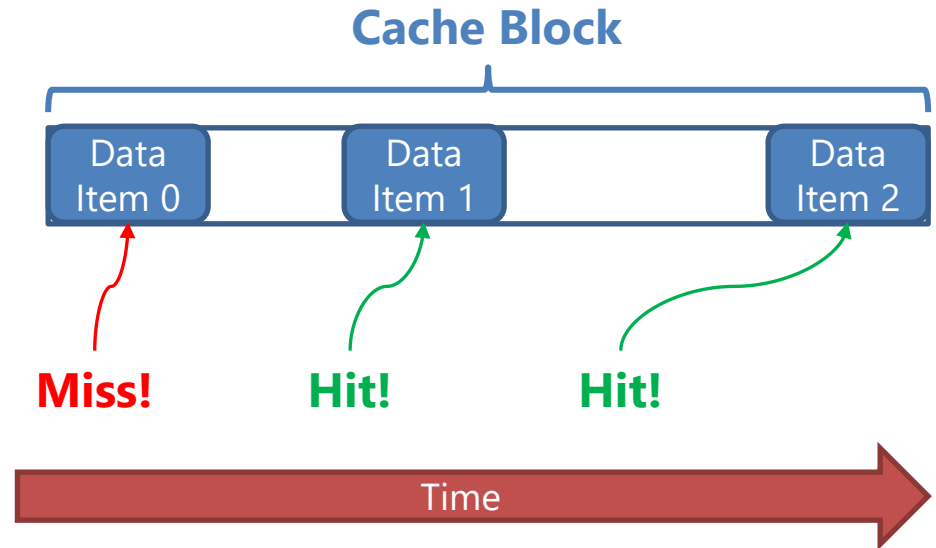 Cache Block
Data
Item 0
Data
Item 1
Data
Item 2
Miss!
Hit!
Hit!
Time